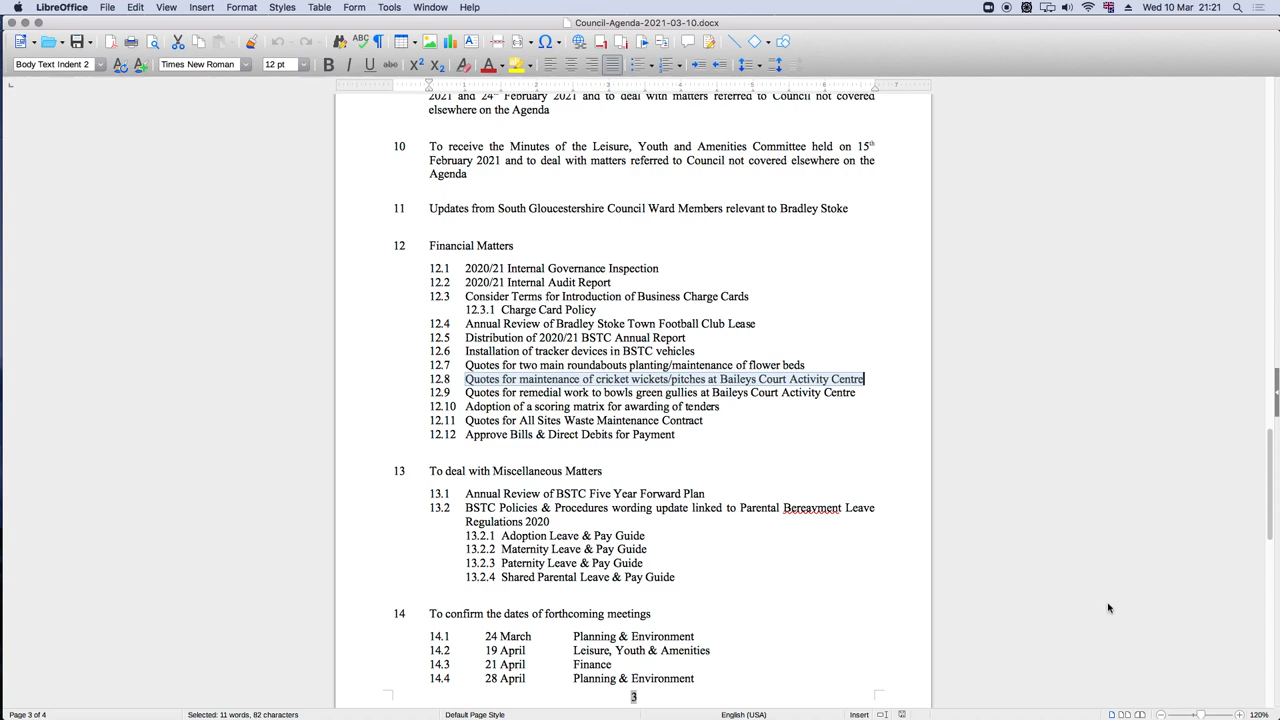 LibreOffice File Edit View Insert Format Styles Table Form Tools Window Help Wed 10 Mar 21:21
Council-Agenda-2021-03-10.docx
Body Text Indent 2 Times New Roman 12 pt
2021 and 24th February 2021 and to deal with matters referred to Council not covered
elsewhere on the Agenda
10 To receive the Minutes of the Leisure, Youth and Amenities Committee held on 15th
February 2021 and to deal with matters referred to Council not covered elsewhere on the
Agenda
11 Updates from South Gloucestershire Council Ward Members relevant to Bradley Stoke
12 Financial Matters
12.1 2020/21 Internal Governance Inspection
12.2 2020/21 Internal Audit Report
12.3 Consider Terms for Introduction of Business Charge Cards
12.3.1 Charge Card Policy
12.4 Annual Review of Bradley Stoke Town Football Club Lease
12.5 Distribution of 2020/21 BSTC Annual Report
12.6 Installation of tracker devices in BSTC vehicles
12.7 Quotes for two main roundabouts planting/maintenance of flower beds
12.8 Quotes for maintenance of cricket wickets/pitches at Baileys Court Activity Centre
12.9 Quotes for remedial work to bowls green gullies at Baileys Court Activity Centre
12.10 Adoption of a scoring matrix for awarding of tenders
12.11 Quotes for All Sites Waste Maintenance Contract
12.12 Approve Bills & Direct Debits for Payment
13 To deal with Miscellaneous Matters
13.1 Annual Review of BSTC Five Year Forward Plan
13.2 BSTC Policies & Procedures wording update linked to Parental Bereavment Leave
Regulations 2020
13.2.1 Adoption Leave & Pay Guide
13.2.2 Maternity Leave & Pay Guide
13.2.3 Paternity Leave & Pay Guide
13.2.4 Shared Parental Leave & Pay Guide
14 To confirm the dates of forthcoming meetings
14.1 24 March Planning & Environment
14.2 19 April Leisure, Youth & Amenities
14.3 21 April Finance
14.4 28 April Planning & Environment
3
Page 3 of 4 Selected: 11 words, 82 characters Default Page Style English (USA) Insert 120%